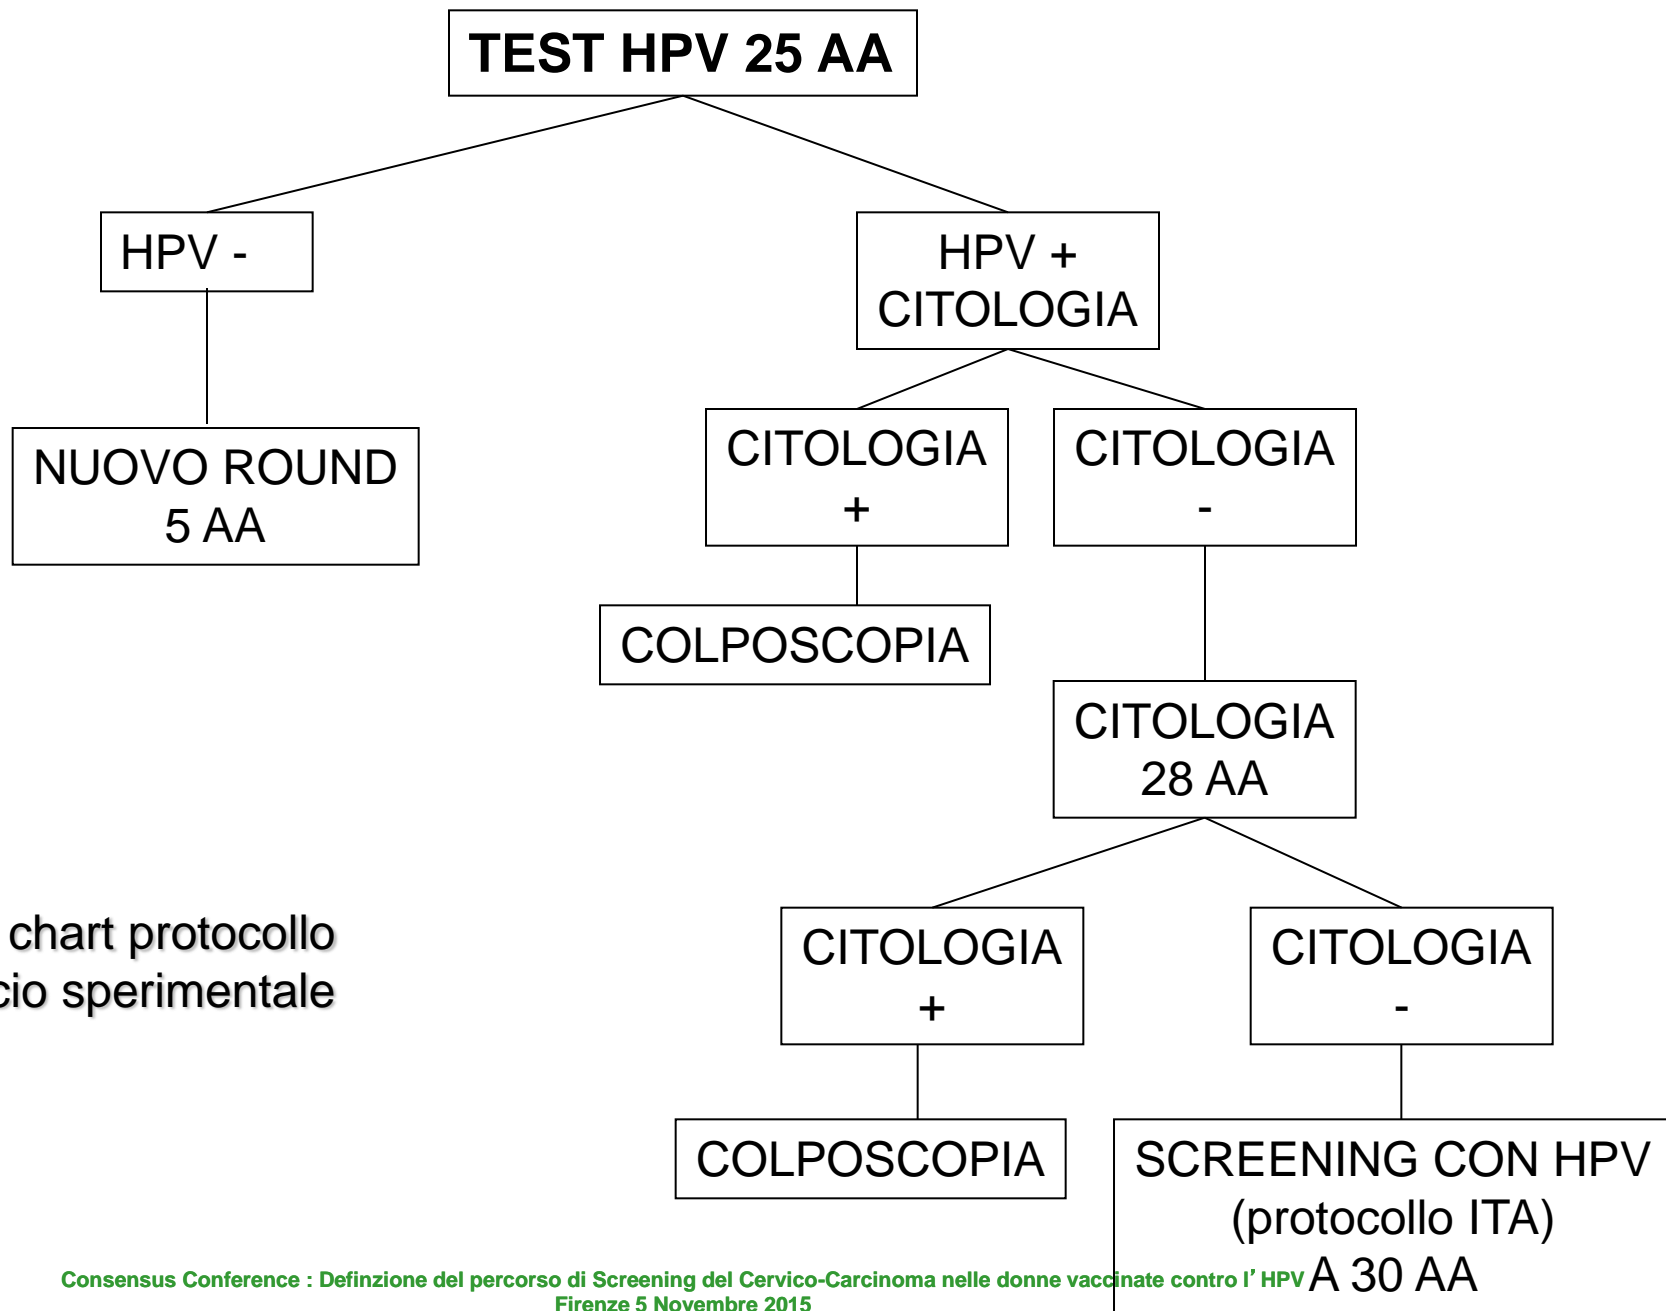 TEST HPV 25 AA
HPV -
HPV +
CITOLOGIA
NUOVO ROUND
5 AA
CITOLOGIA
+
CITOLOGIA
-
COLPOSCOPIA
CITOLOGIA
28 AA
chart protocollo
sperimentale
CITOLOGIA
+
CITOLOGIA
-
COLPOSCOPIA
SCREENING CON HPV
(protocollo ITA)
A 30 AA
Consensus Conference : Definzione del percorso di Screening del Cervico-Carcinoma nelle donne vaccinate contro l’ HPV
Firenze 5 Novembre 2015